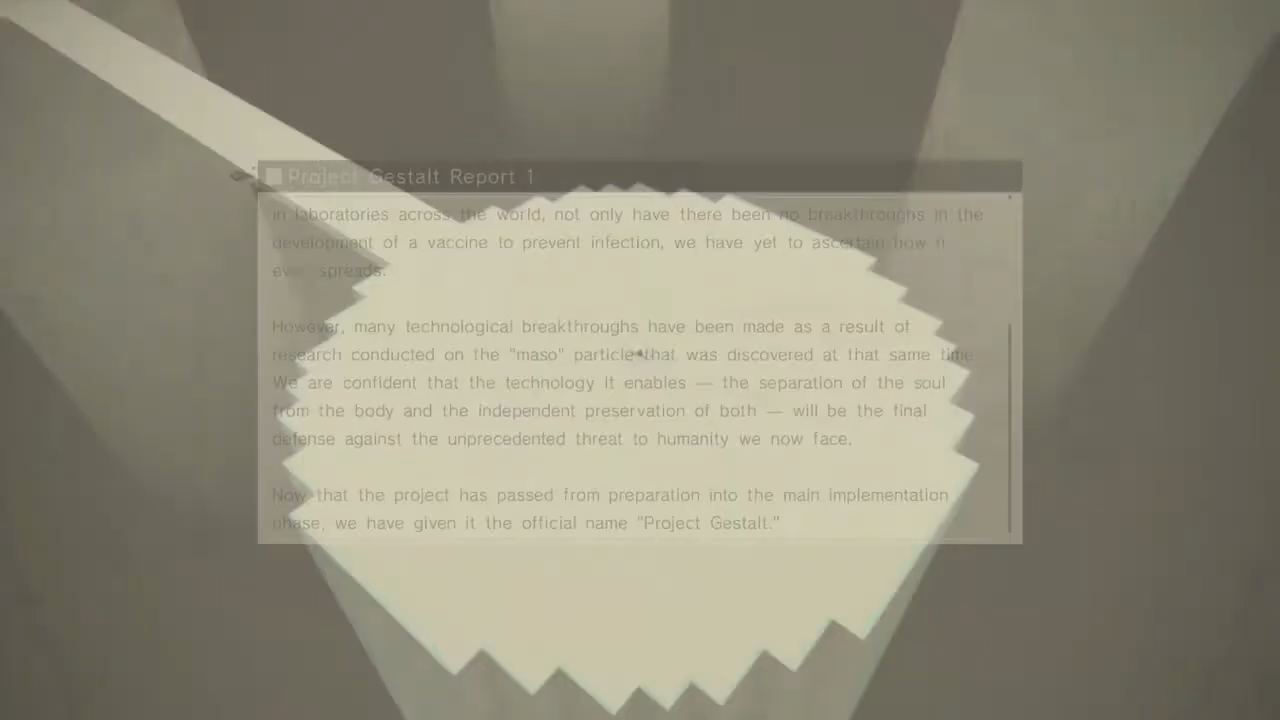 Project Gestalt Report 1
in laboratories across the world, not only have there been no breakthroughs in the
development of a vaccine to prevent infection, we have yet to ascertain how it
even spreads.
However, many technological breakthroughs have been made as a result of
research conducted on the "maso" particle that was discovered at that same time.
We are confident that the technology it enables — the separation of the soul
from the body and the independent preservation of both — will be the final
defense against the unprecedented threat to humanity we now face.
Now that the project has passed from preparation into the main implementation
phase, we have given it the official name "Project Gestalt."